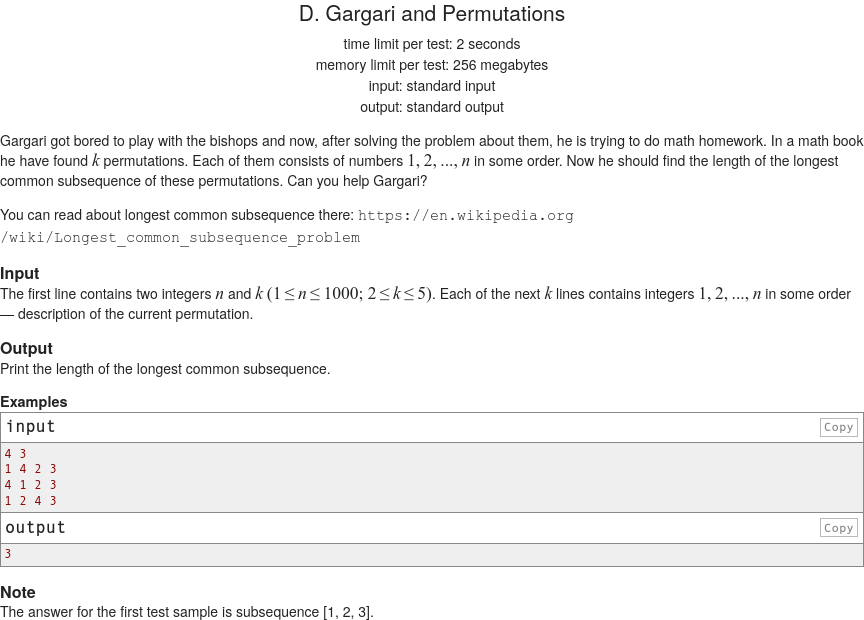 D. Gargari and Permutations
time limit per test: 2 seconds
memory limit per test: 256 megabytes
input: standard input
output: standard output
Gargari got bored to play with the bishops and now, after solving the problem about them, he is trying to do math homework. In a math book
he have found k permutations. Each of them consists of numbers 1, 2, ..., n in some order. Now he should find the length of the longest
common subsequence of these permutations. Can you help Gargari?
You can read about longest common subsequence there: https://en.wikipedia.org
/wiki/Longest_common_subsequence_problem
Input
The first line contains two integers n and k (1 ≤ n ≤ 1000; 2 ≤ k ≤ 5). Each of the next k lines contains integers 1, 2, ..., n in some order
— description of the current permutation.
Output
Print the length of the longest common subsequence.
Examples
input Copy
4 3
1 4 2 3
4 1 2 3
1 2 4 3
output Copy
3
Note
The answer for the first test sample is subsequence [1, 2, 3].